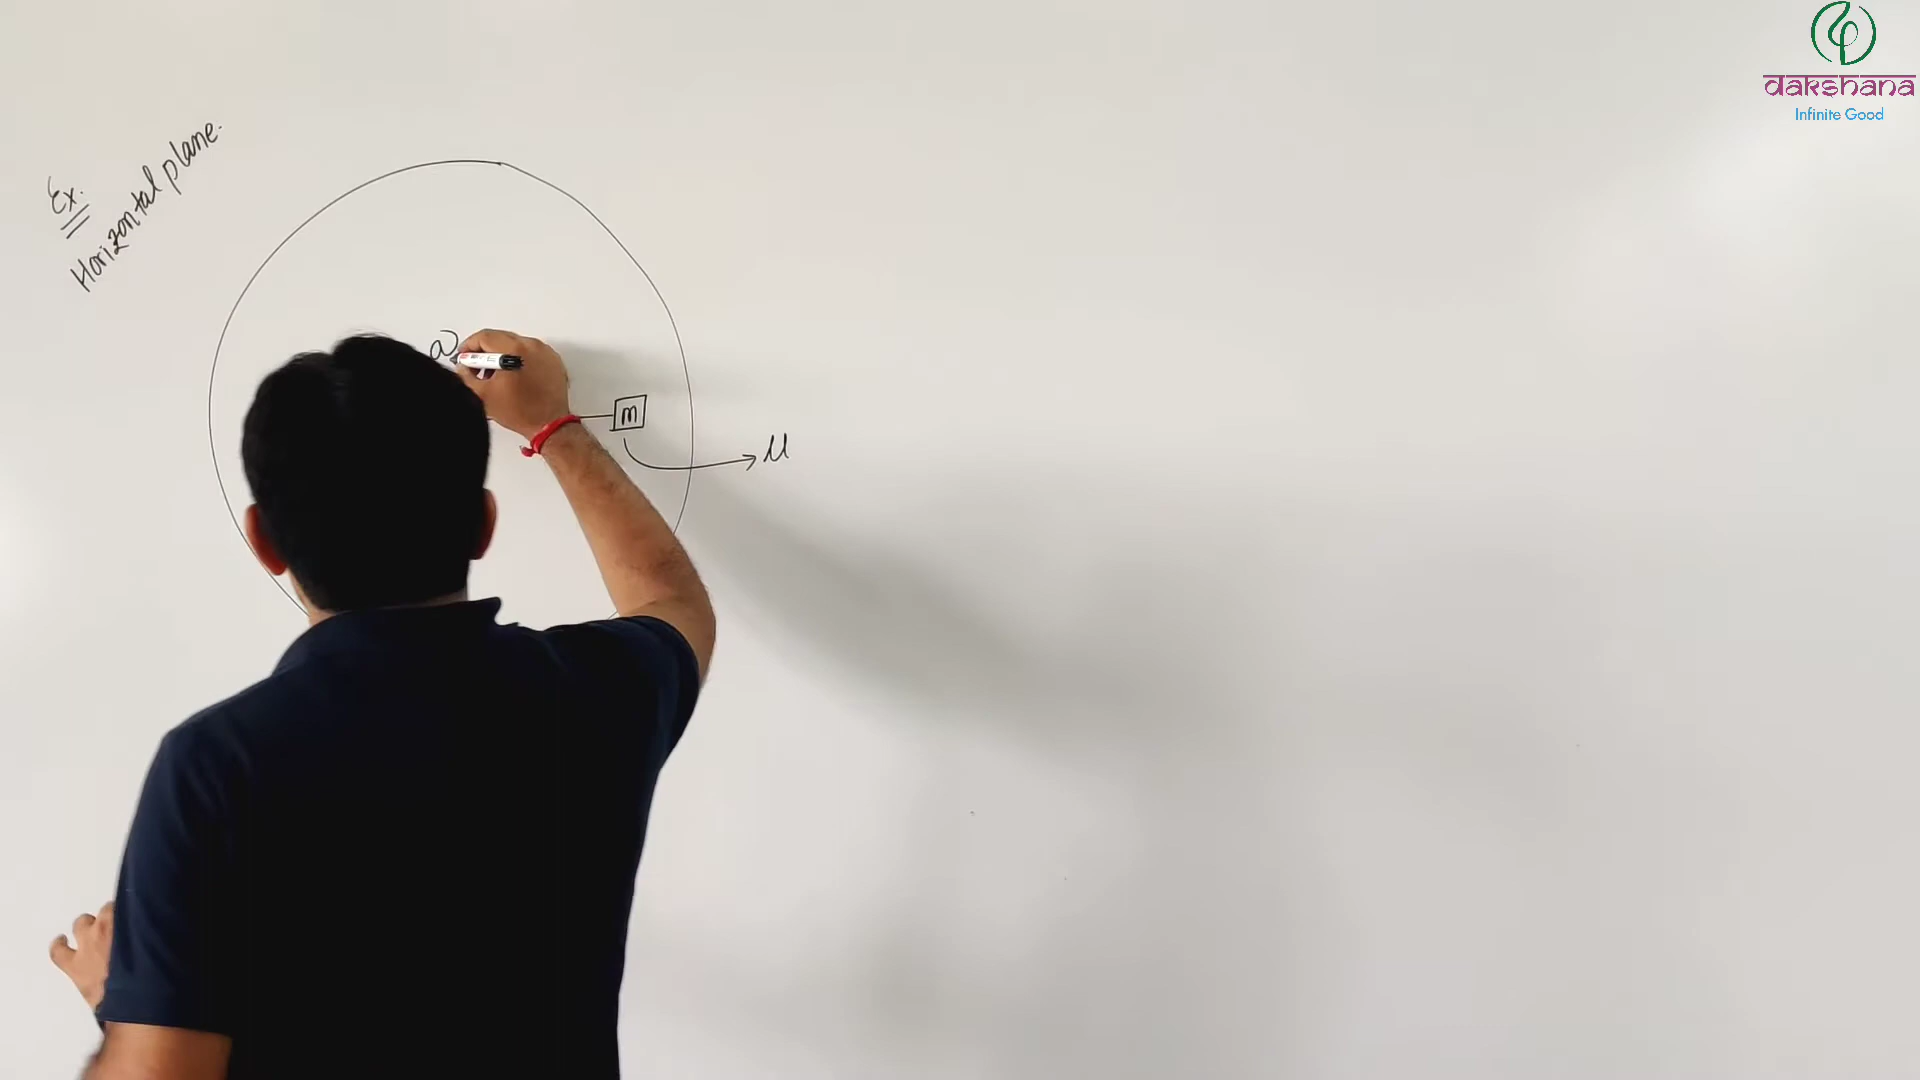 Ex.
Horizontal plane.
m
μ
dakshana
Infinite Good